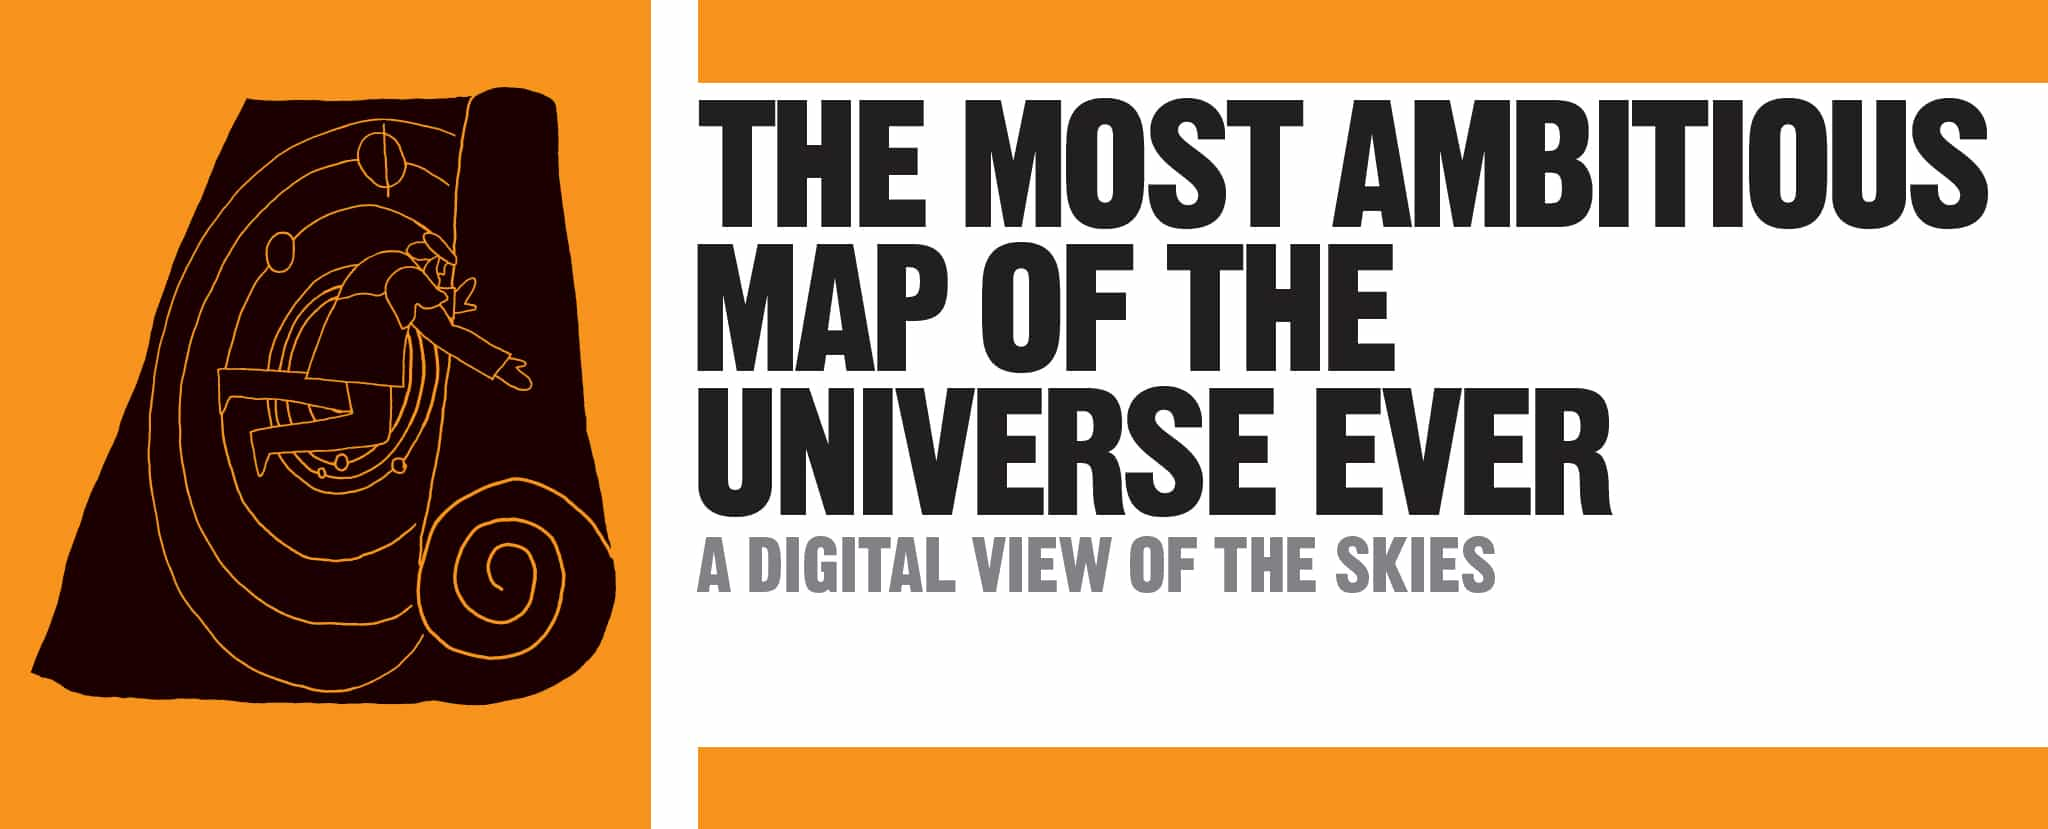 THE MOST AMBITIOUS
MAP OF THE
UNIVERSE EVER
A DIGITAL VIEW OF THE SKIES